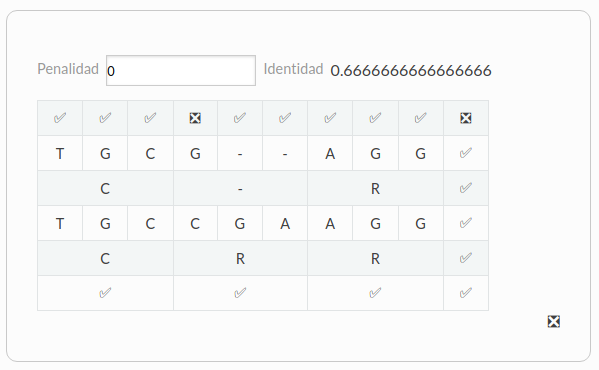 Penalidad 0 Identidad 0.6666666666666666
✅ ✅ ✅ ❎ ✅ ✅ ✅ ✅ ✅ ❎
T G C G - - A G G ✅
C - R ✅
T G C C G A A G G ✅
C R R ✅
✅ ✅ ✅ ✅
❎